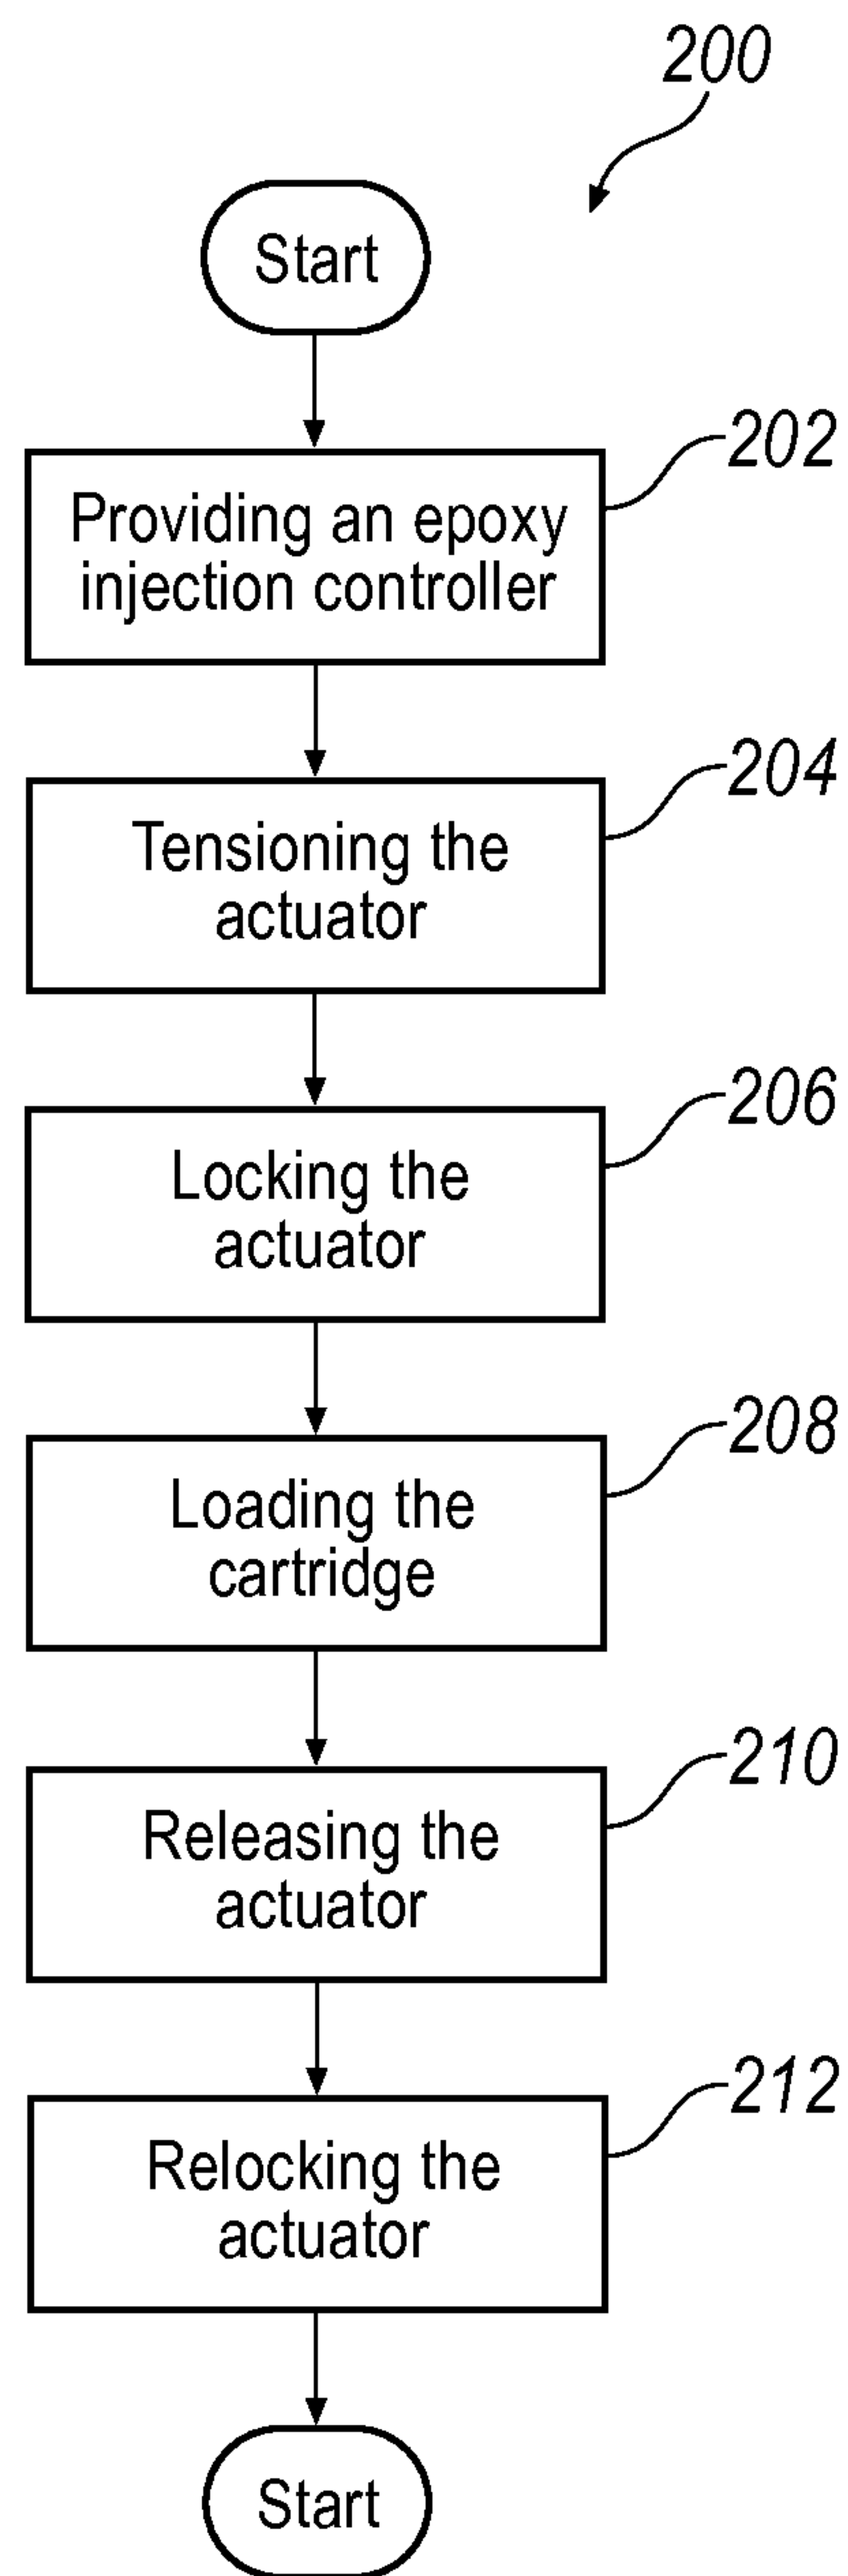 200
Start
202
Providing an epoxy
injection controller
204
Tensioning the
actuator
206
Locking the
actuator
208
Loading the
cartridge
210
Releasing the
actuator
212
Relocking the
actuator
Start